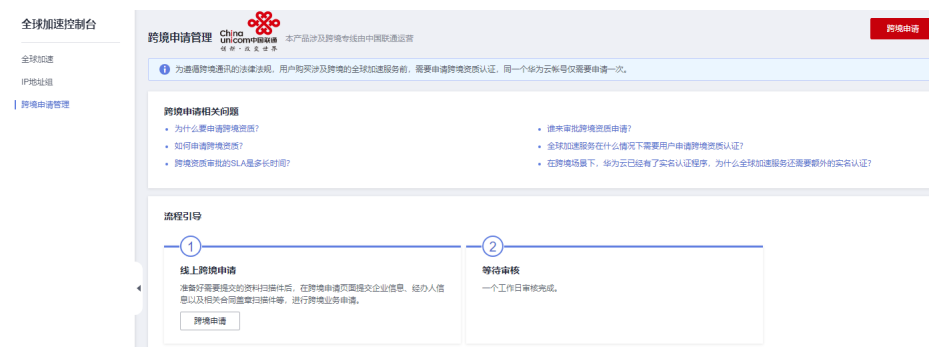 全球加速控制台
全球加速
IP地址组
跨境申请管理
跨境申请管理
China
unicom中国联通
创新·改变世界
本产品涉及跨境专线由中国联通运营
跨境申请
为遵循跨境通讯的法律法规，用户购买涉及跨境的全球加速服务前，需要申请跨境资质认证，同一个华为云帐号仅需要申请一次。
跨境申请相关问题
为什么要申请跨境资质?
谁来审批跨境资质申请?
如何申请跨境资质?
全球加速服务在什么情况下需要用户申请跨境资质认证?
跨境资质审批的SLA是多长时间?
在跨境场景下，华为云已经有了实名认证程序，为什么全球加速服务还需要额外的实名认证?
流程引导
1
线上跨境申请
准备好需要提交的资料扫描件后，在跨境申请页面提交企业信息、经办人信
息以及相关合同盖章扫描件等，进行跨境业务申请。
跨境申请
2
等待审核
一个工作日审核完成。